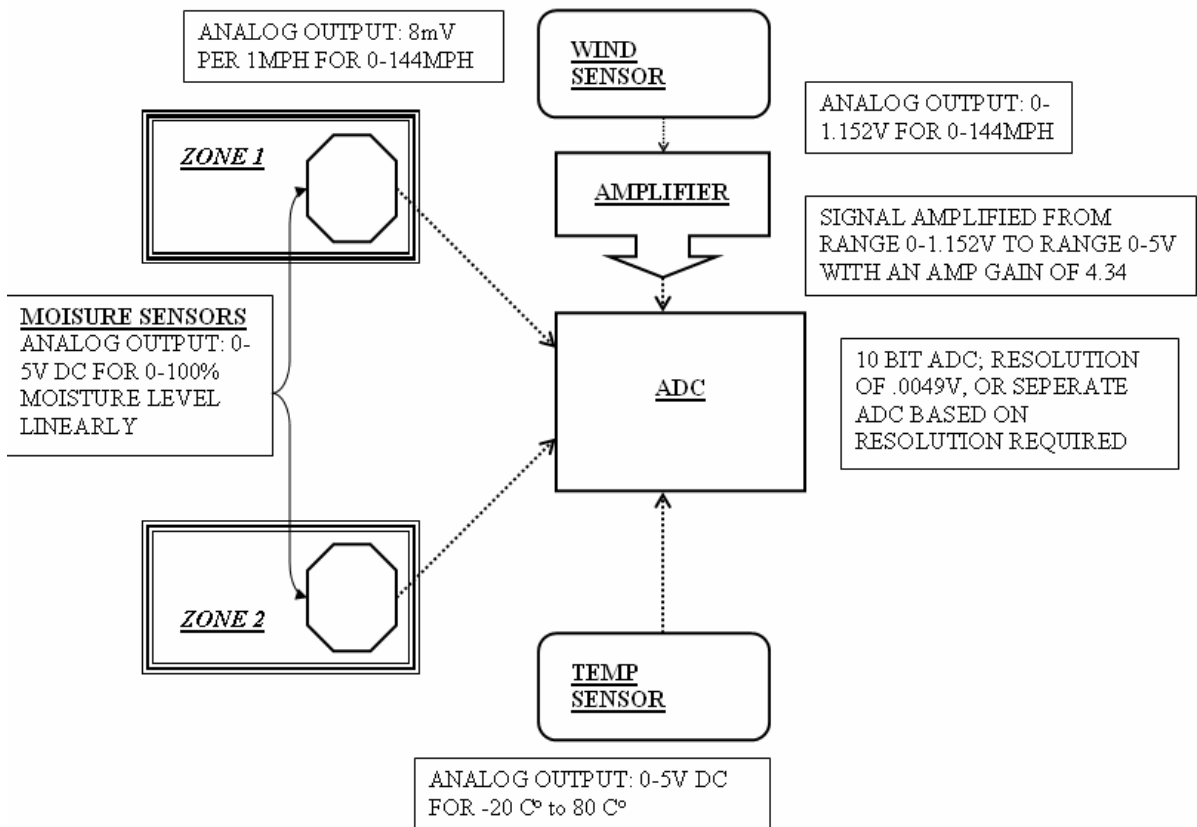 ANALOG OUTPUT: 8mV
PER 1MPH FOR 0-144MPH
WIND
SENSOR
ANALOG OUTPUT: 0-
1.152V FOR 0-144MPH
ZONE 1
AMPLIFIER
SIGNAL AMPLIFIED FROM
RANGE 0-1.152V TO RANGE 0-5V
WITH AN AMP GAIN OF 4.34
MOISURE SENSORS
ANALOG OUTPUT: 0-
5V DC FOR 0-100%
MOISTURE LEVEL
LINEARLY
ADC
10 BIT ADC; RESOLUTION
OF .0049V, OR SEPERATE
ADC BASED ON
RESOLUTION REQUIRED
ZONE 2
TEMP
SENSOR
ANALOG OUTPUT: 0-5V DC
FOR -20 Cº to 80 Cº